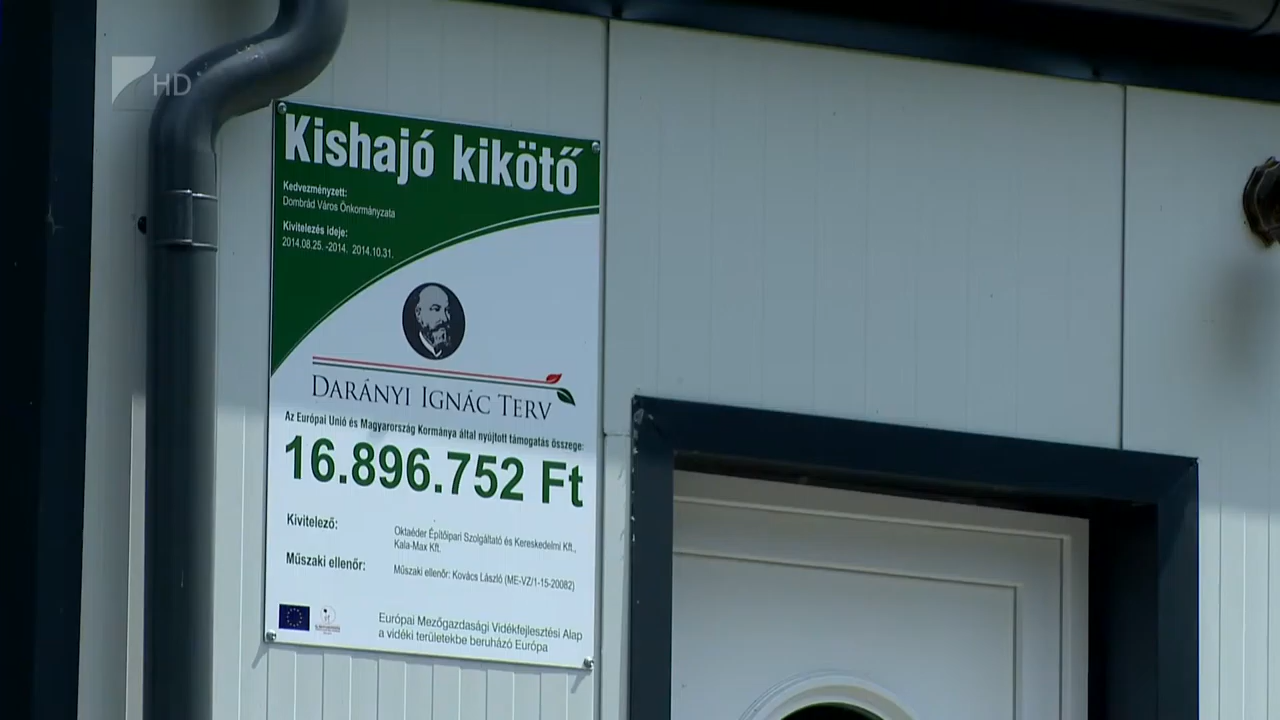 HD
Kishajó kikötő
Kedvezményzett:
Dombrád Város Önkormányzata
Kivitelezés ideje:
2014.08.25. -2014. 2014.10.31.
DARÁNYI IGNÁC TERV
Az Európai Unió és Magyarország Kormánya által nyújtott támogatás összege:
16.896.752 Ft
Kivitelező:
Oktaéder Építőipari Szolgáltató és Kereskedelmi Kft.,
Kala-Max Kft.
Műszaki ellenőr:
Műszaki ellenőr: Kovács László (ME-VZ/1-15-20082)
Európai Mezőgazdasági Vidékfejlesztési Alap
a vidéki területekbe beruházó Európa